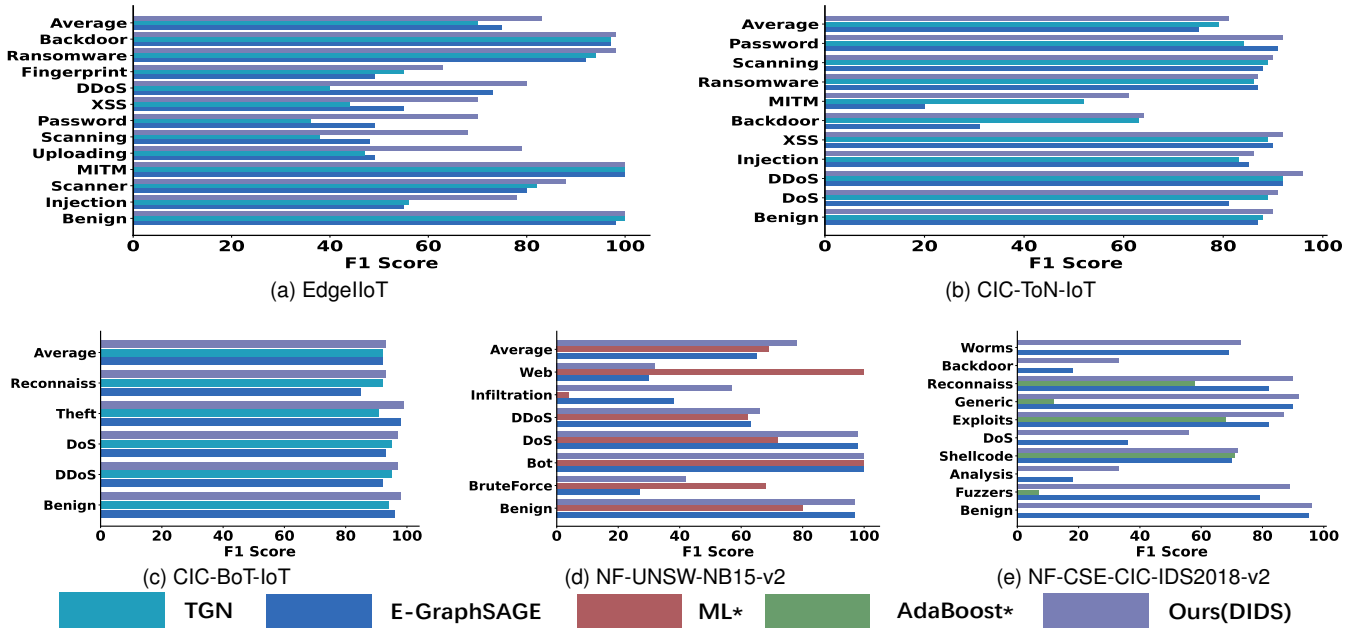 Average
Backdoor
Ransomware
Fingerprint
DDoS
XSS
Password
Scanning
Uploading
MITM
Scanner
Injection
Benign
0 20 40 60 80 100
F1 Score
(a) EdgeIIoT
Average
Password
Scanning
Ransomware
MITM
Backdoor
XSS
Injection
DDoS
DoS
Benign
0 20 40 60 80 100
F1 Score
(b) CIC-ToN-IoT
Average
Reconnaiss
Theft
DoS
DDoS
Benign
0 20 40 60 80 100
F1 Score
(c) CIC-BoT-IoT
Average
Web
Infiltration
DDoS
DoS
Bot
BruteForce
Benign
0 20 40 60 80 100
F1 Score
(d) NF-UNSW-NB15-v2
Worms
Backdoor
Reconnaiss
Generic
Exploits
DoS
Shellcode
Analysis
Fuzzers
Benign
0 20 40 60 80 100
F1 Score
(e) NF-CSE-CIC-IDS2018-v2
TGN E-GraphSAGE ML* AdaBoost* Ours(DIDS)